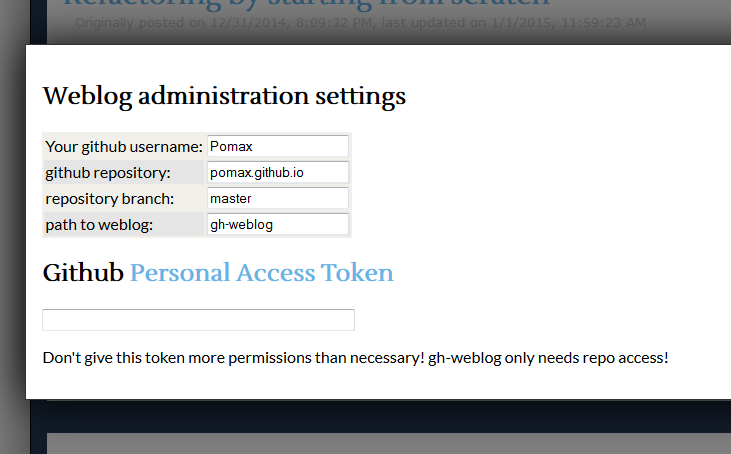 Refactoring by starting from scratch
Originally posted on 12/31/2014, 8:09:32 PM, last updated on 1/1/2015, 11:59:23 AM
Weblog administration settings
Your github username: Pomax
github repository: pomax.github.io
repository branch: master
path to weblog: gh-weblog
Github Personal Access Token
Don't give this token more permissions than necessary! gh-weblog only needs repo access!